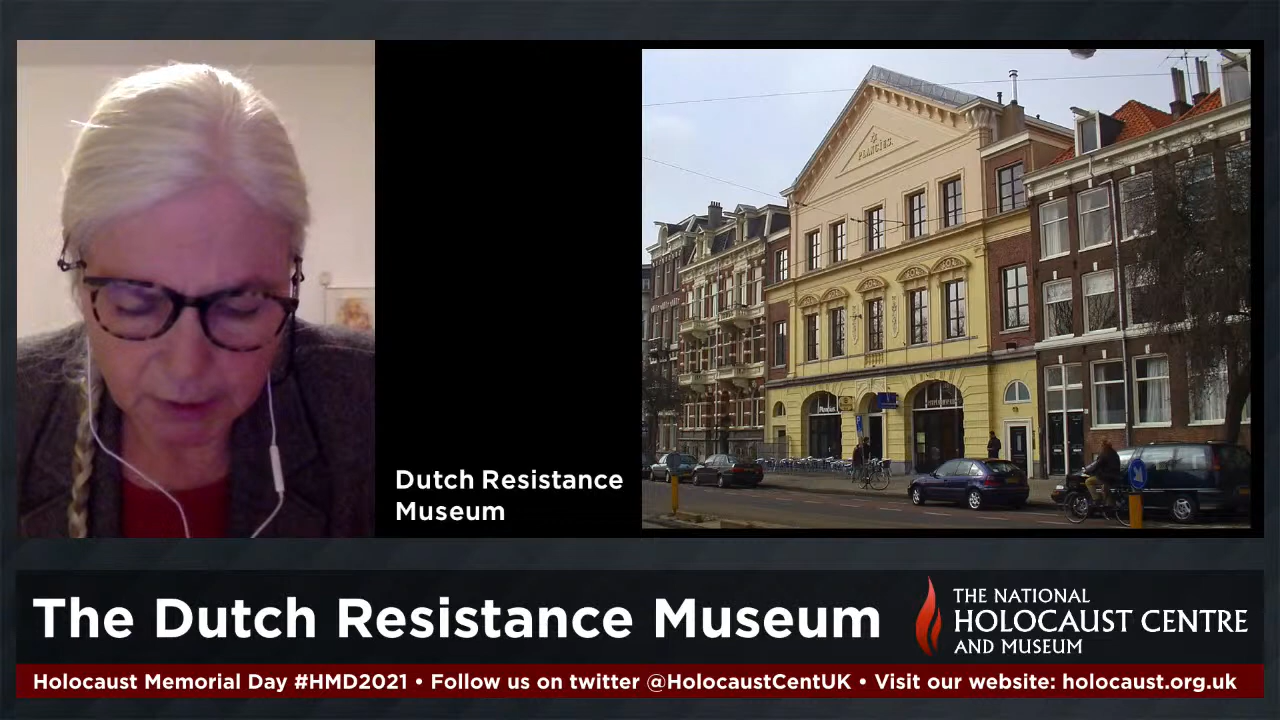 PLANCIUS
Dutch Resistance
Museum
The Dutch Resistance Museum
THE NATIONAL
HOLOCAUST CENTRE
AND MUSEUM
Holocaust Memorial Day #HMD2021 • Follow us on twitter @HolocaustCentUK • Visit our website: holocaust.org.uk